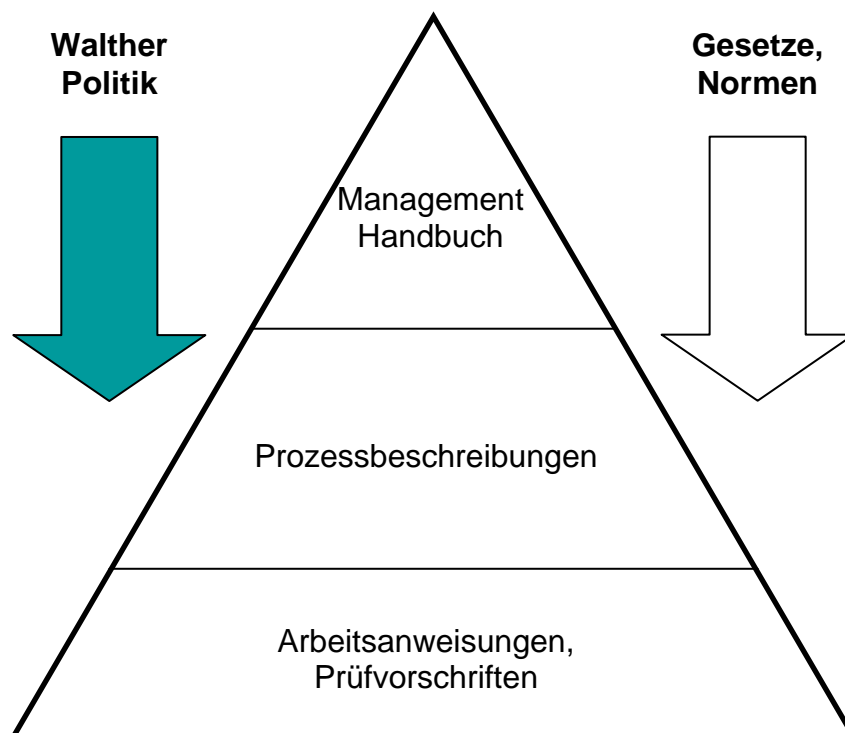 Walther
Politik
Gesetze,
Normen
Management
Handbuch
Prozessbeschreibungen
Arbeitsanweisungen,
Prüfvorschriften